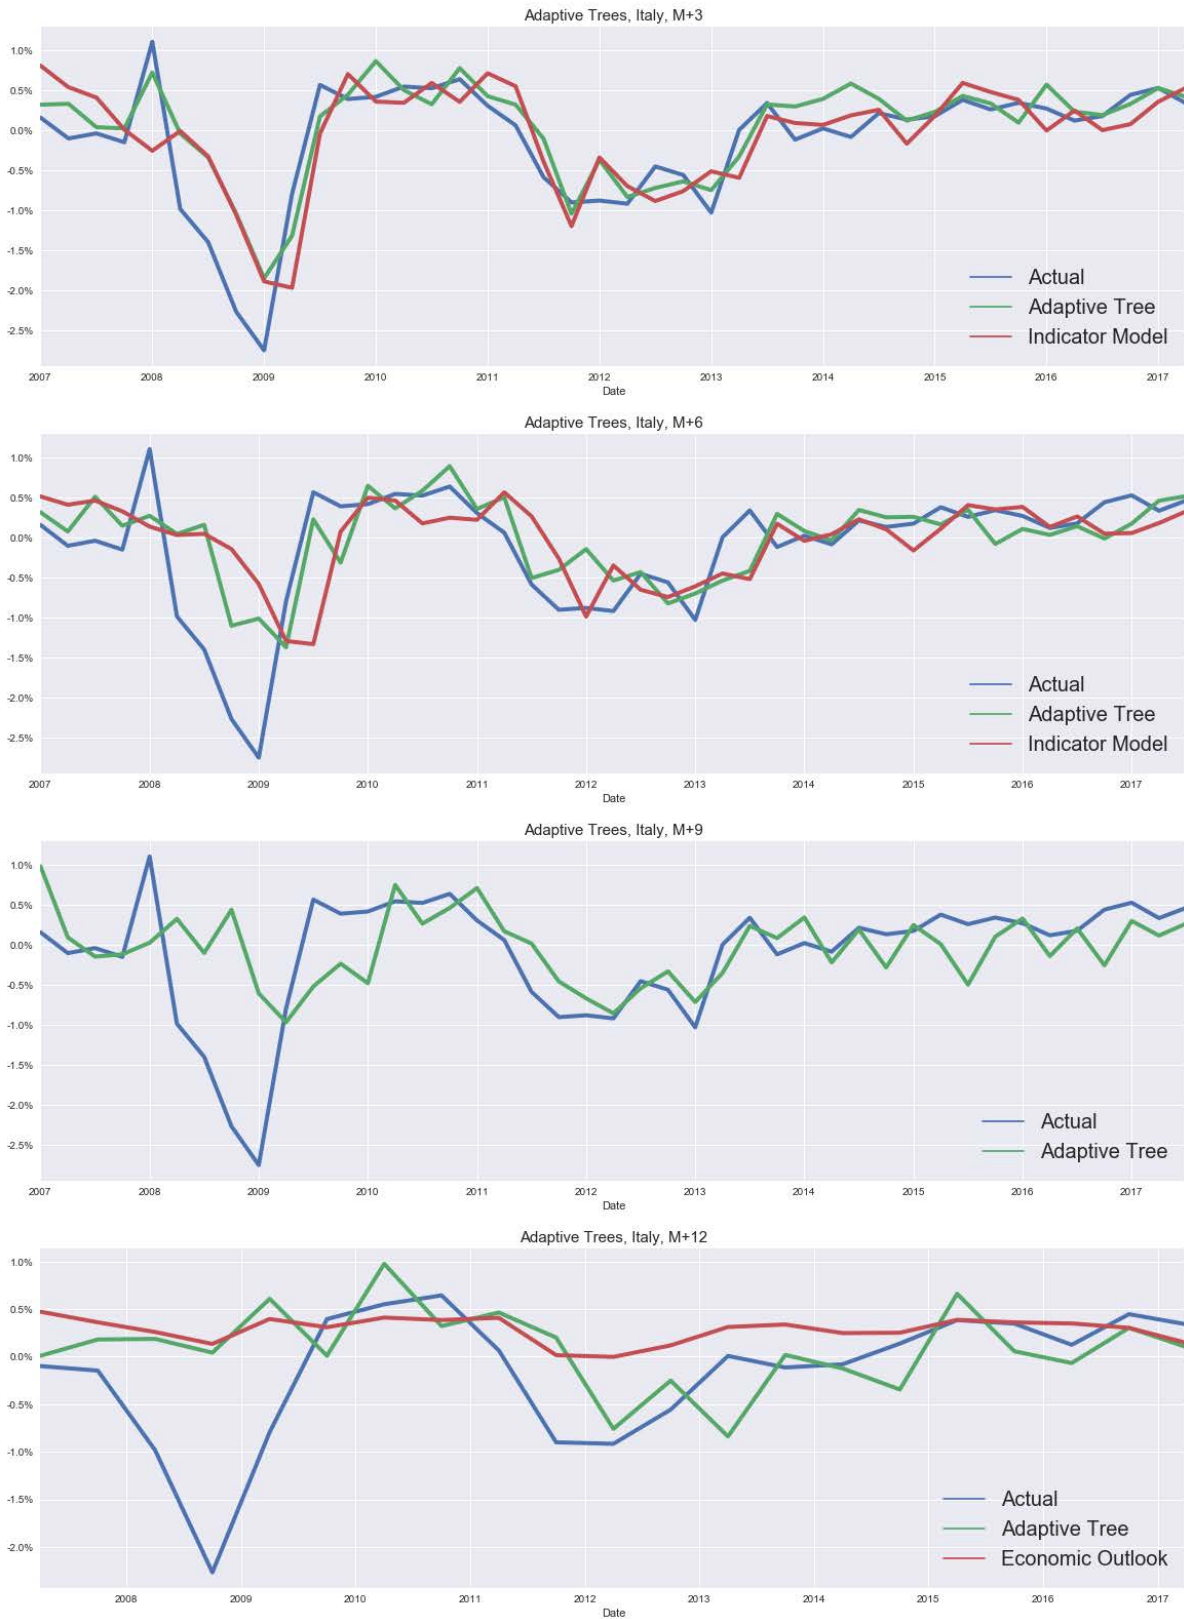 Adaptive Trees, Italy, M+3
1.0%
0.5%
0.0%
-0.5%
-1.0%
-1.5%
-2.0%
-2.5%
Actual
Adaptive Tree
Indicator Model
2007 2008 2009 2010 2011 2012 2013 2014 2015 2016 2017
Date
Adaptive Trees, Italy, M+6
1.0%
0.5%
0.0%
-0.5%
-1.0%
-1.5%
-2.0%
-2.5%
Actual
Adaptive Tree
Indicator Model
2007 2008 2009 2010 2011 2012 2013 2014 2015 2016 2017
Date
Adaptive Trees, Italy, M+9
1.0%
0.5%
0.0%
-0.5%
-1.0%
-1.5%
-2.0%
-2.5%
Actual
Adaptive Tree
2007 2008 2009 2010 2011 2012 2013 2014 2015 2016 2017
Date
Adaptive Trees, Italy, M+12
1.0%
0.5%
0.0%
-0.5%
-1.0%
-1.5%
-2.0%
Actual
Adaptive Tree
Economic Outlook
2008 2009 2010 2011 2012 2013 2014 2015 2016 2017
Date